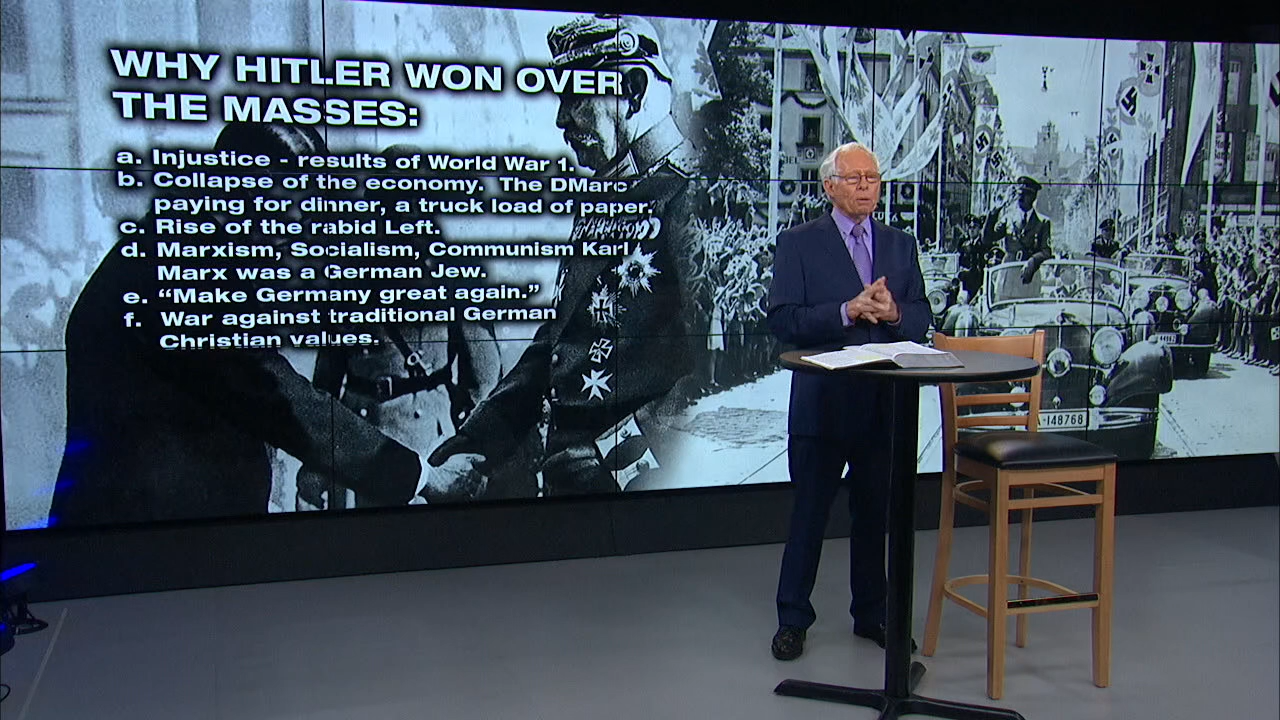 WHY HITLER WON OVER
THE MASSES:
a. Injustice - results of World War 1.
b. Collapse of the economy. The DMarc
paying for dinner, a truck load of paper.
c. Rise of the rabid Left.
d. Marxism, Socialism, Communism Karl
Marx was a German Jew.
e. “Make Germany great again.”
f. War against traditional German
Christian values.
-148768